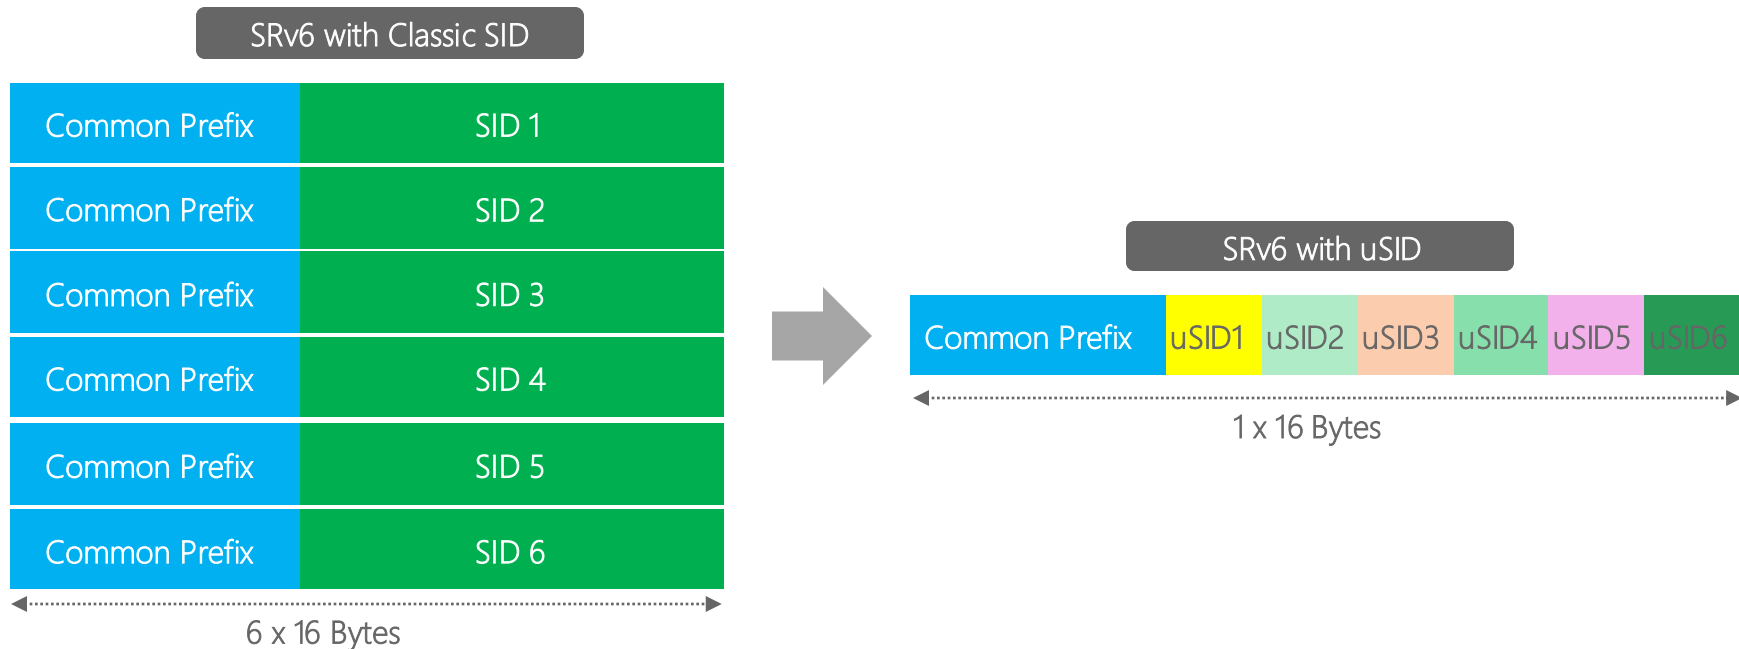 SRv6 with Classic SID
Common Prefix SID 1
Common Prefix SID 2
Common Prefix SID 3
Common Prefix SID 4
Common Prefix SID 5
Common Prefix SID 6
6 x 16 Bytes
SRv6 with uSID
Common Prefix uSID1 uSID2 uSID3 uSID4 uSID5 uSID6
1 x 16 Bytes